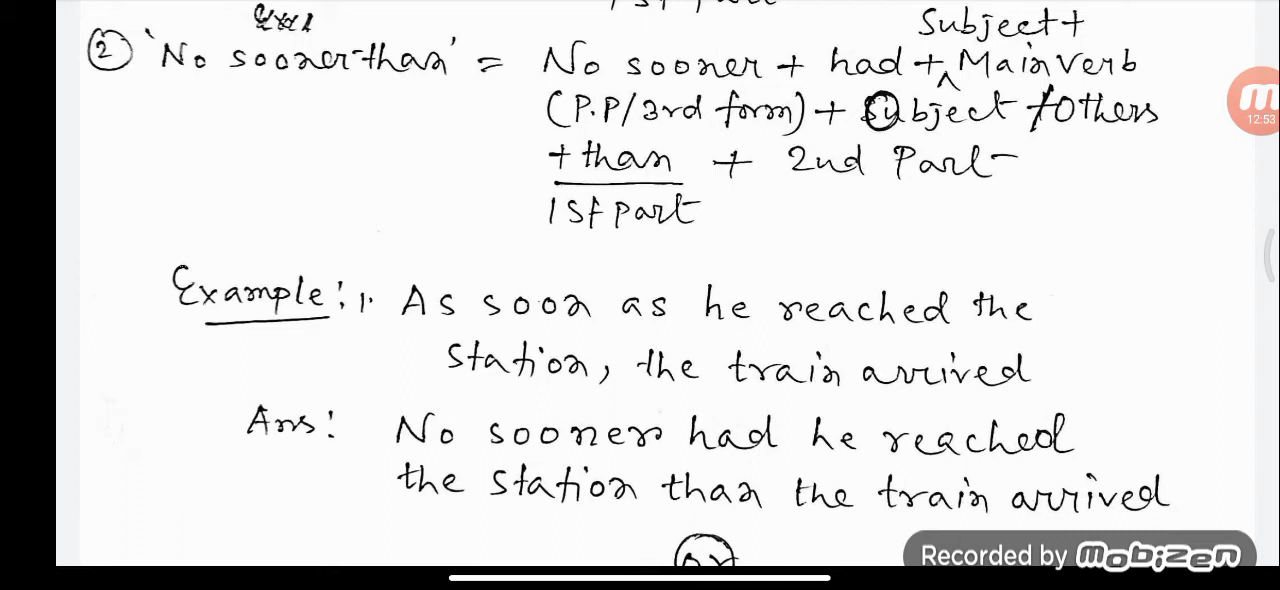 Subject +
② 'No sooner than' = No sooner + had + ^ Main verb
(P.P/3rd form) + Subject / Others
+ than + 2nd Part
1st part
12:53
Example: 1. As soon as he reached the
station, the train arrived
Ans: No sooner had he reached
the station than the train arrived
Recorded by Mobizen